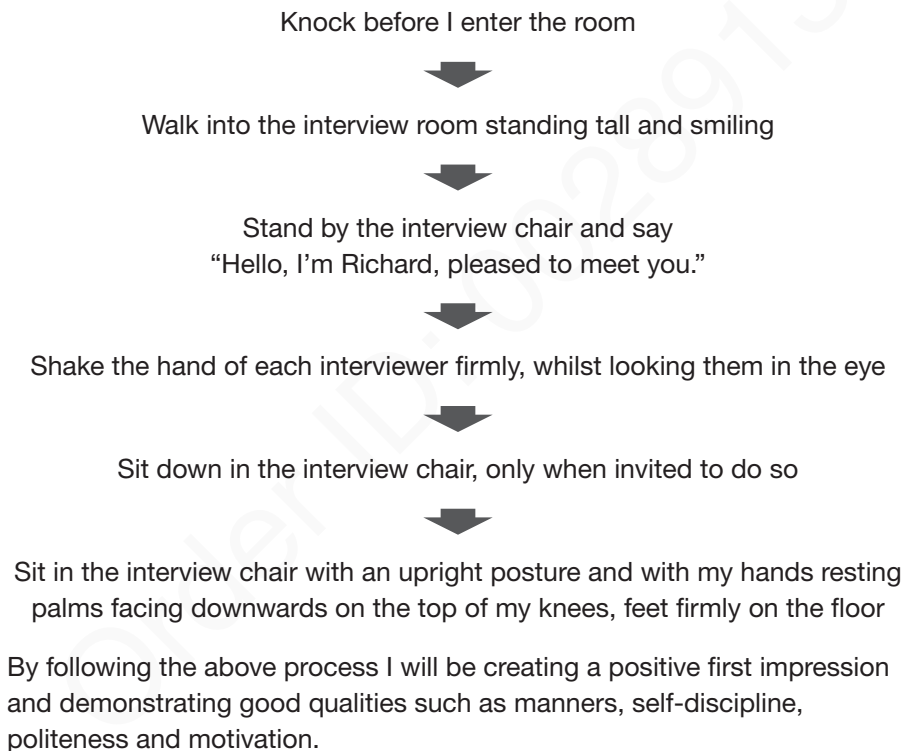 Knock before I enter the room
Walk into the interview room standing tall and smiling
Stand by the interview chair and say
“Hello, I’m Richard, pleased to meet you.”
Shake the hand of each interviewer firmly, whilst looking them in the eye
Sit down in the interview chair, only when invited to do so
Sit in the interview chair with an upright posture and with my hands resting
palms facing downwards on the top of my knees, feet firmly on the floor
By following the above process I will be creating a positive first impression
and demonstrating good qualities such as manners, self-discipline,
politeness and motivation.